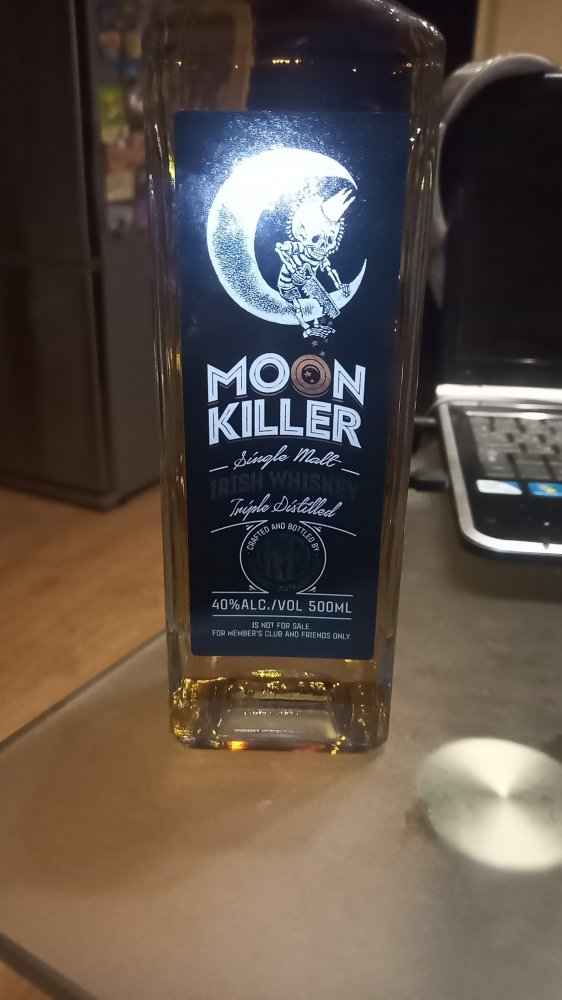 MOON
KILLER
Single Malt
IRISH WHISKEY
Triple Distilled
CRAFTED AND BOTTLED BY
40%ALC./VOL 500ML
IS NOT FOR SALE.
FOR MEMBER'S CLUB AND FRIENDS ONLY.